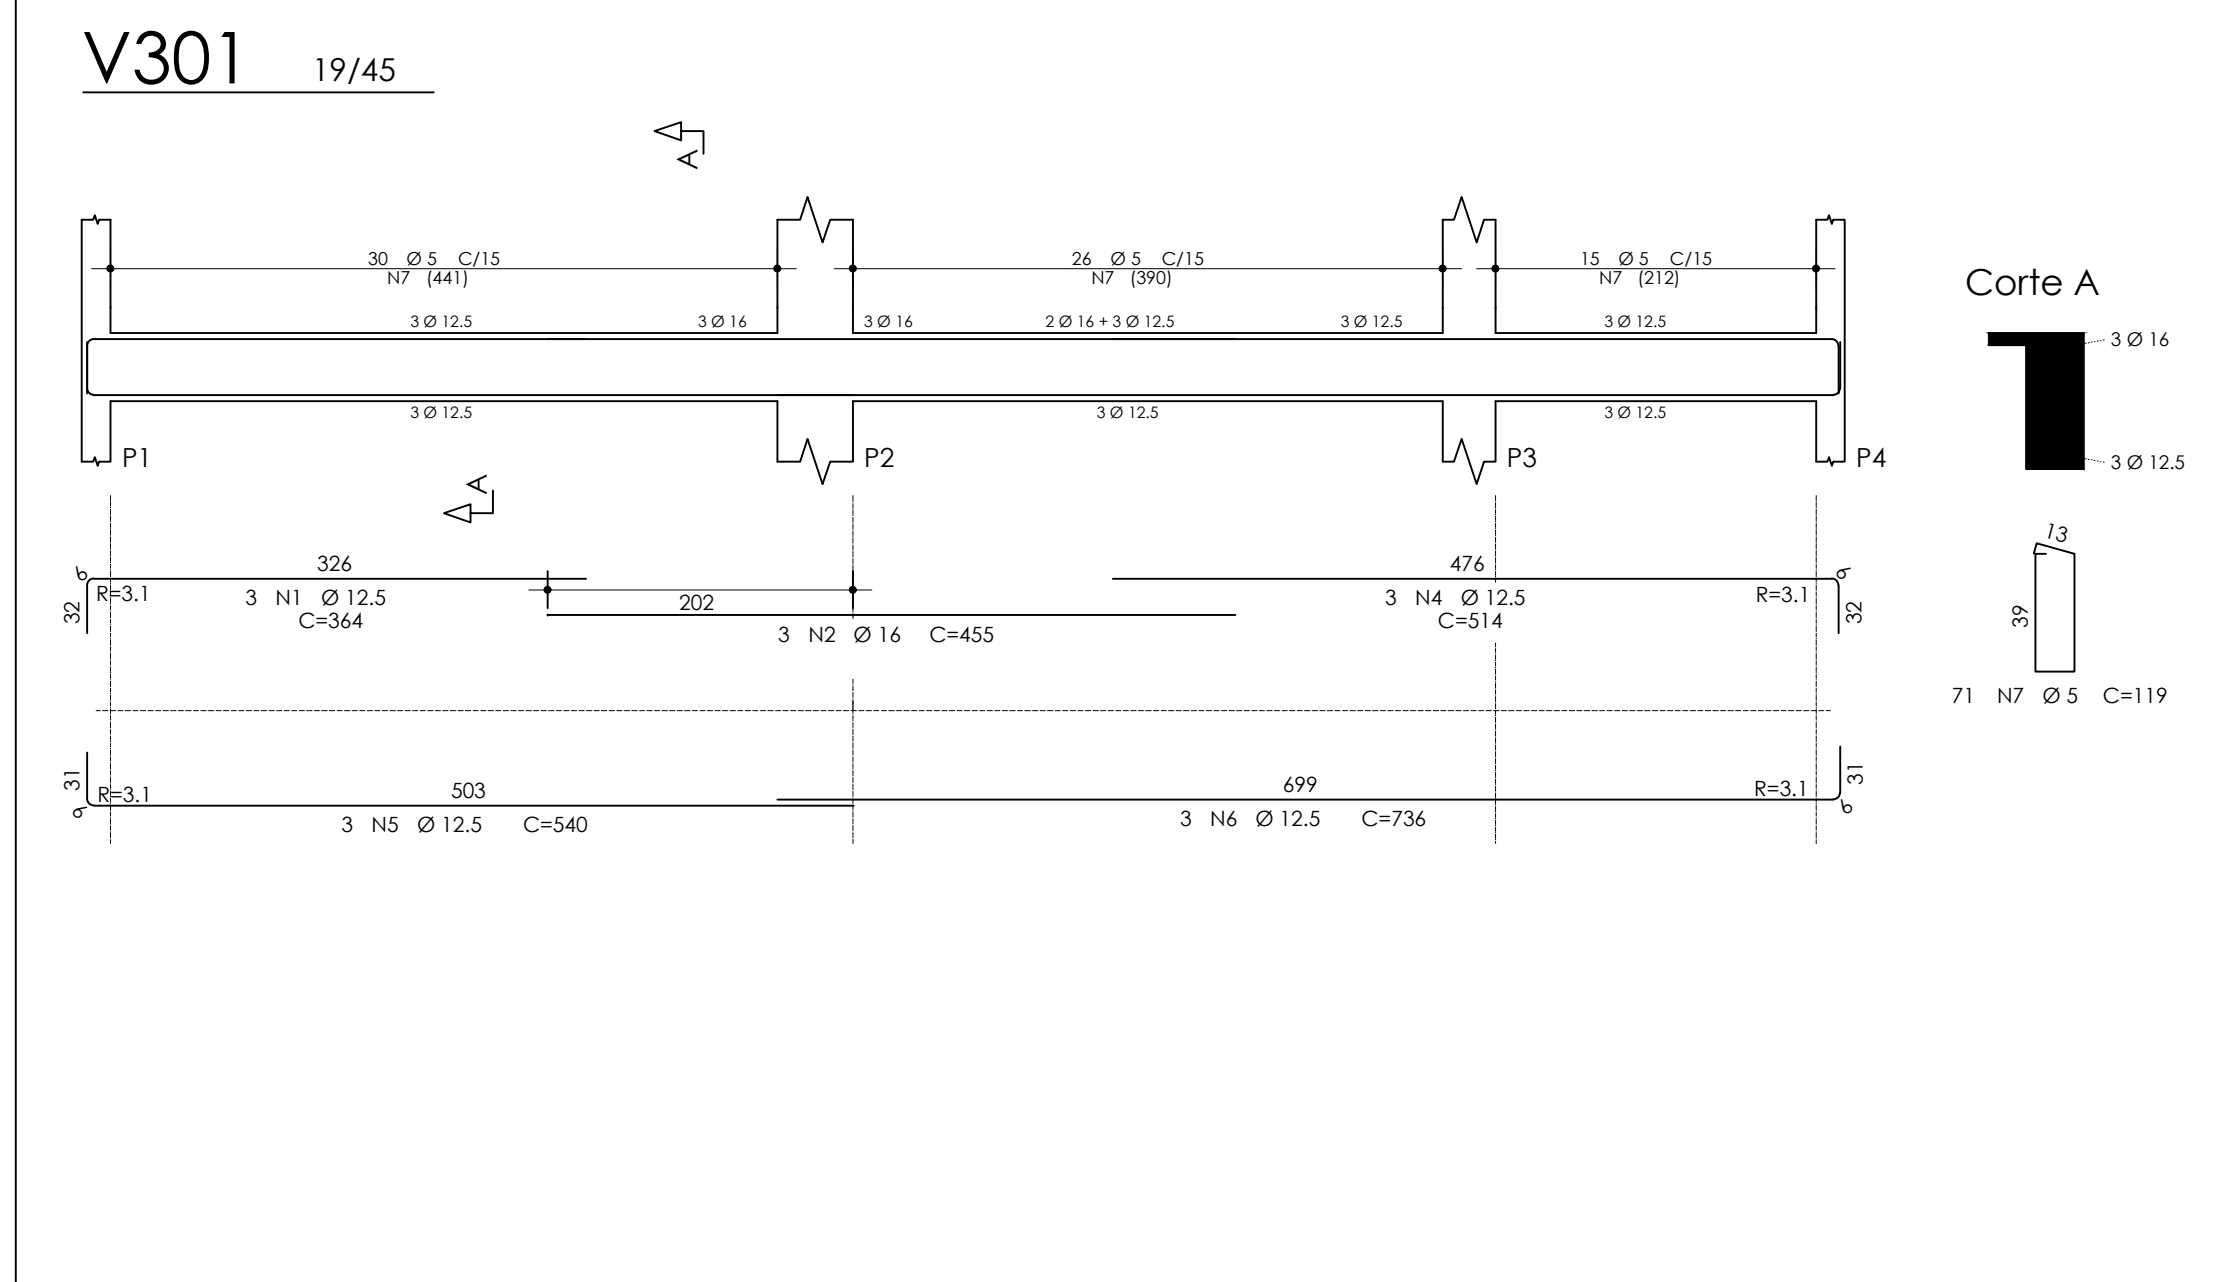 V301 19/45
A
30 Ø 5 C/15
N7 (441)
26 Ø 5 C/15
N7 (390)
15 Ø 5 C/15
N7 (212)
3 Ø 12.5
3 Ø 16
3 Ø 16
2 Ø 16 + 3 Ø 12.5
3 Ø 12.5
3 Ø 12.5
3 Ø 12.5
3 Ø 12.5
3 Ø 12.5
P1
P2
P3
P4
A
Corte A
3 Ø 16
3 Ø 12.5
326
9
R=3.1
32
3 N1 Ø 12.5
C=364
202
3 N2 Ø 16 C=455
476
9
R=3.1
32
3 N4 Ø 12.5
C=514
13
39
71 N7 Ø 5 C=119
31
R=3.1
9
503
3 N5 Ø 12.5 C=540
699
R=3.1
31
9
3 N6 Ø 12.5 C=736